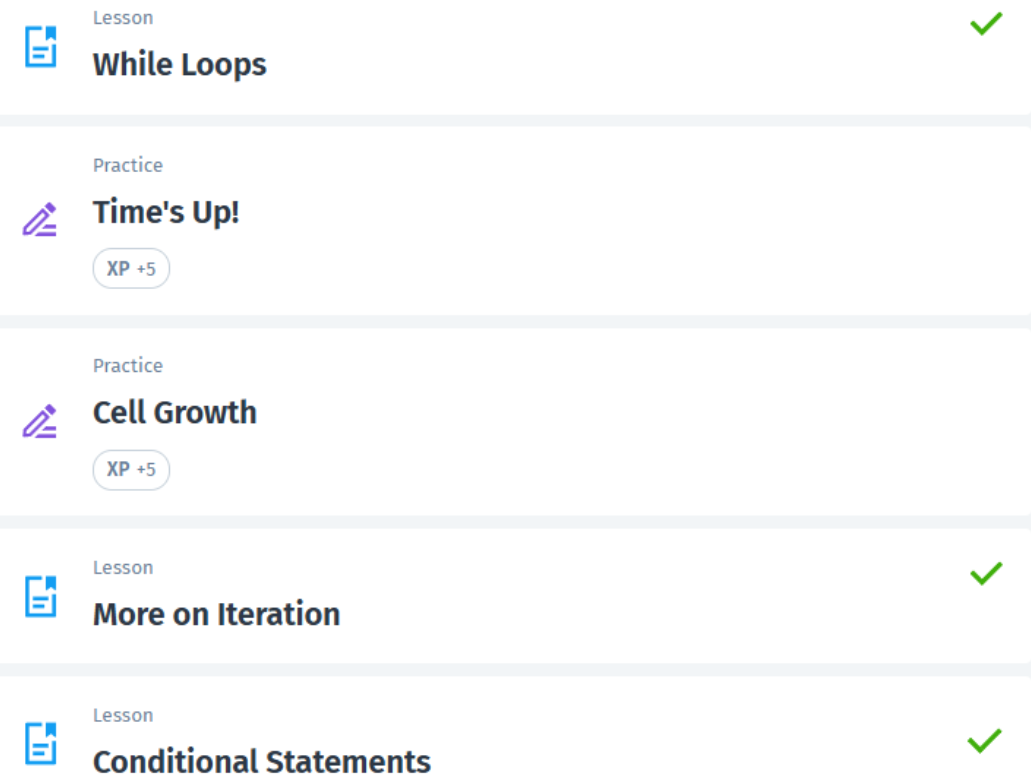 Lesson
While Loops
Practice
Time's Up!
XP +5
Practice
Cell Growth
XP +5
Lesson
More on Iteration
Lesson
Conditional Statements